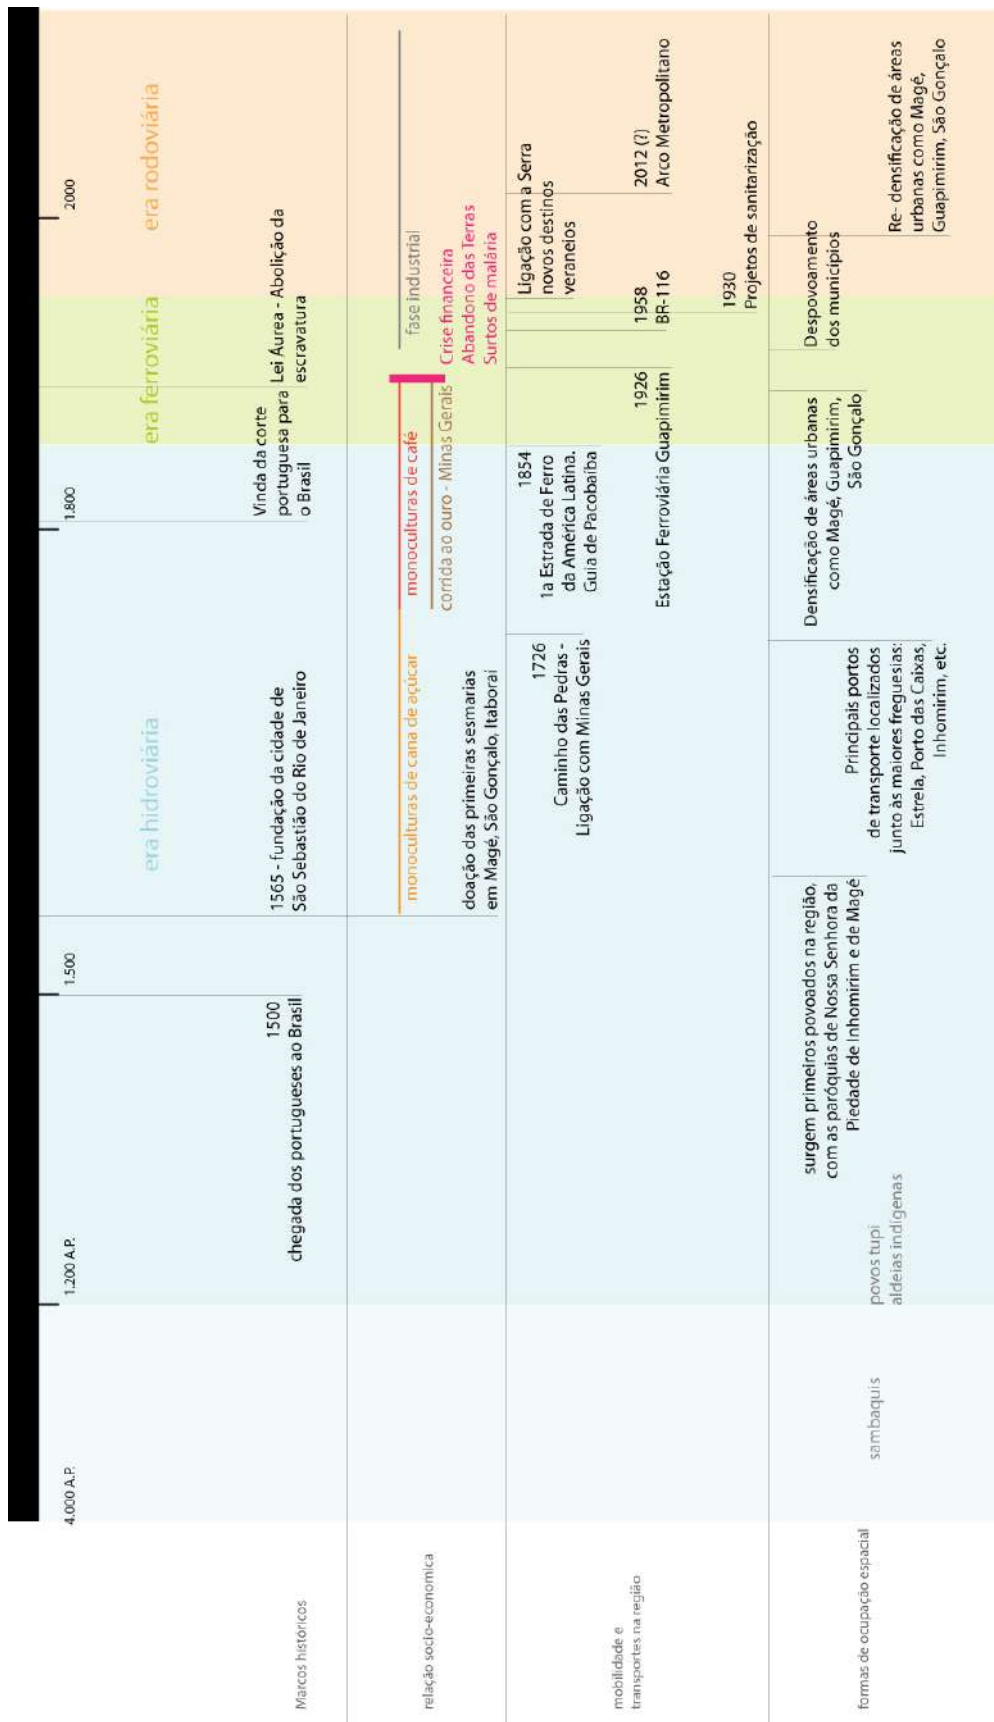 4.000 A.P.
1.200 A.P.
1.500
1.800
2000
era hidroviária
era ferroviária
era rodoviária
Marcos históricos
1500
chegada dos portugueses ao Brasil
1565 - fundação da cidade de
São Sebastião do Rio de Janeiro
Vinda da corte
portuguesa para
o Brasil
Lei Áurea - Abolição da
escravatura
relação socio-economica
monoculturas de cana de açúcar
monoculturas de café
fase industrial
corrida ao ouro - Minas Gerais
Crise financeira
Abandono das Terras
Surtos de malária
doação das primeiras sesmarias
em Magé, São Gonçalo, Itaboraí
mobilidade e
transportes na região
1726
Caminho das Pedras -
Ligação com Minas Gerais
1854
1a Estrada de Ferro
da América Latina.
Guia de Pacobaíba
Ligação com a Serra
novos destinos
veraneios
1926
Estação Ferroviária Guapimirim
1958
BR-116
2012 (?)
Arco Metropolitano
1930
Projetos de sanitarização
formas de ocupação espacial
sambaquis
povos tupi
aldeias indígenas
surgem primeiros povoados na região,
com as paróquias de Nossa Senhora da
Piedade de Inhomirim e de Magé
Principais portos
de transporte localizados
junto às maiores freguesias:
Estrela, Porto das Caixas,
Inhomirim, etc.
Densificação de áreas urbanas
como Magé, Guapimirim,
São Gonçalo
Despovoamento
dos municípios
Re- densificação de áreas
urbanas como Magé,
Guapimirim, São Gonçalo